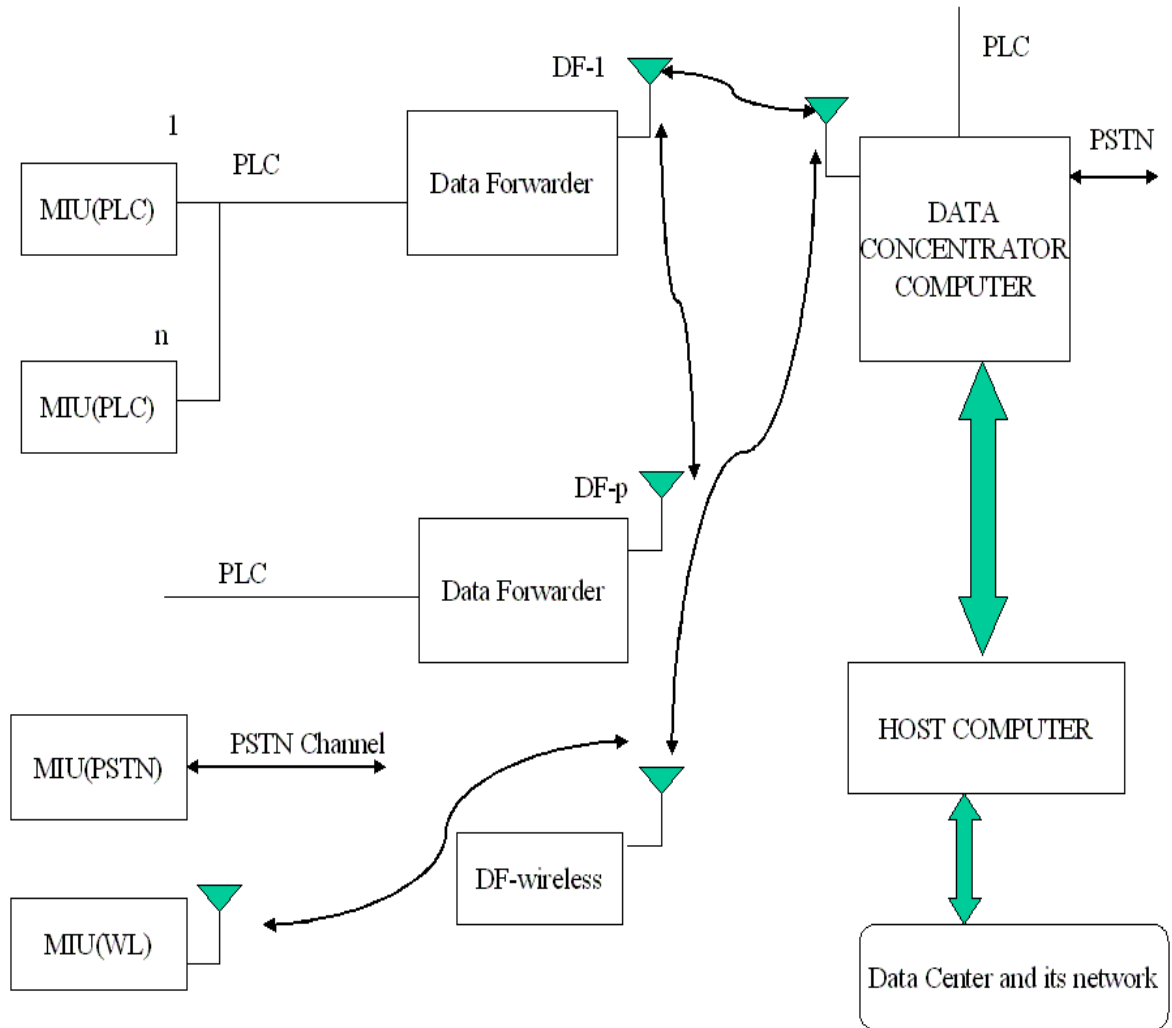 PLC
DF-1
1
PLC
PSTN
MIU(PLC)
Data Forwarder
DATA
CONCENTRATOR
COMPUTER
n
MIU(PLC)
DF-p
PLC
Data Forwarder
MIU(PSTN)
PSTN Channel
HOST COMPUTER
DF-wireless
MIU(WL)
Data Center and its network